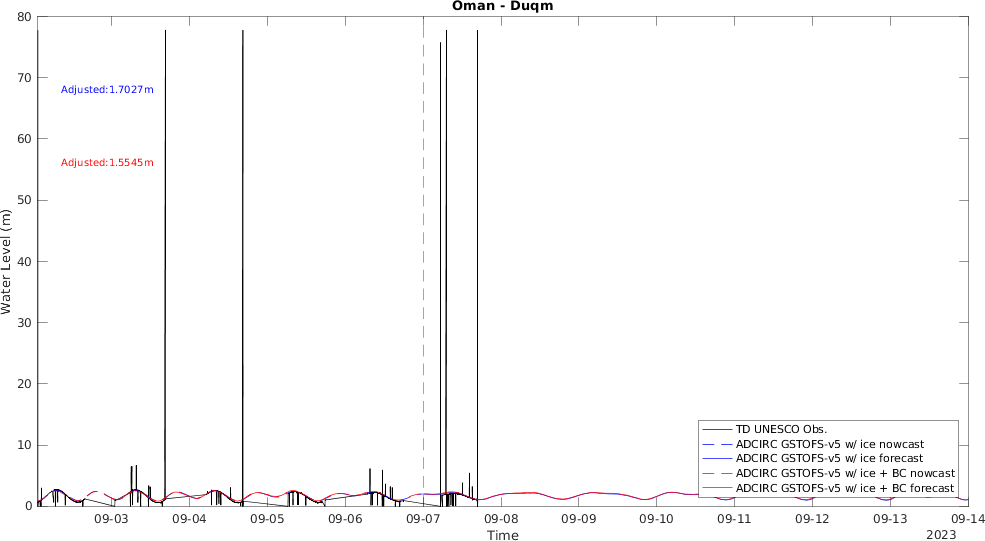 Oman - Duqm
80
70
60
50
40
30
20
10
0
Water Level (m)
Adjusted:1.7027m
Adjusted:1.5545m
TD UNESCO Obs.
ADCIRC GSTOFS-v5 w/ ice nowcast
ADCIRC GSTOFS-v5 w/ ice forecast
ADCIRC GSTOFS-v5 w/ ice + BC nowcast
ADCIRC GSTOFS-v5 w/ ice + BC forecast
09-03 09-04 09-05 09-06 09-07 09-08 09-09 09-10 09-11 09-12 09-13 09-14
Time
2023